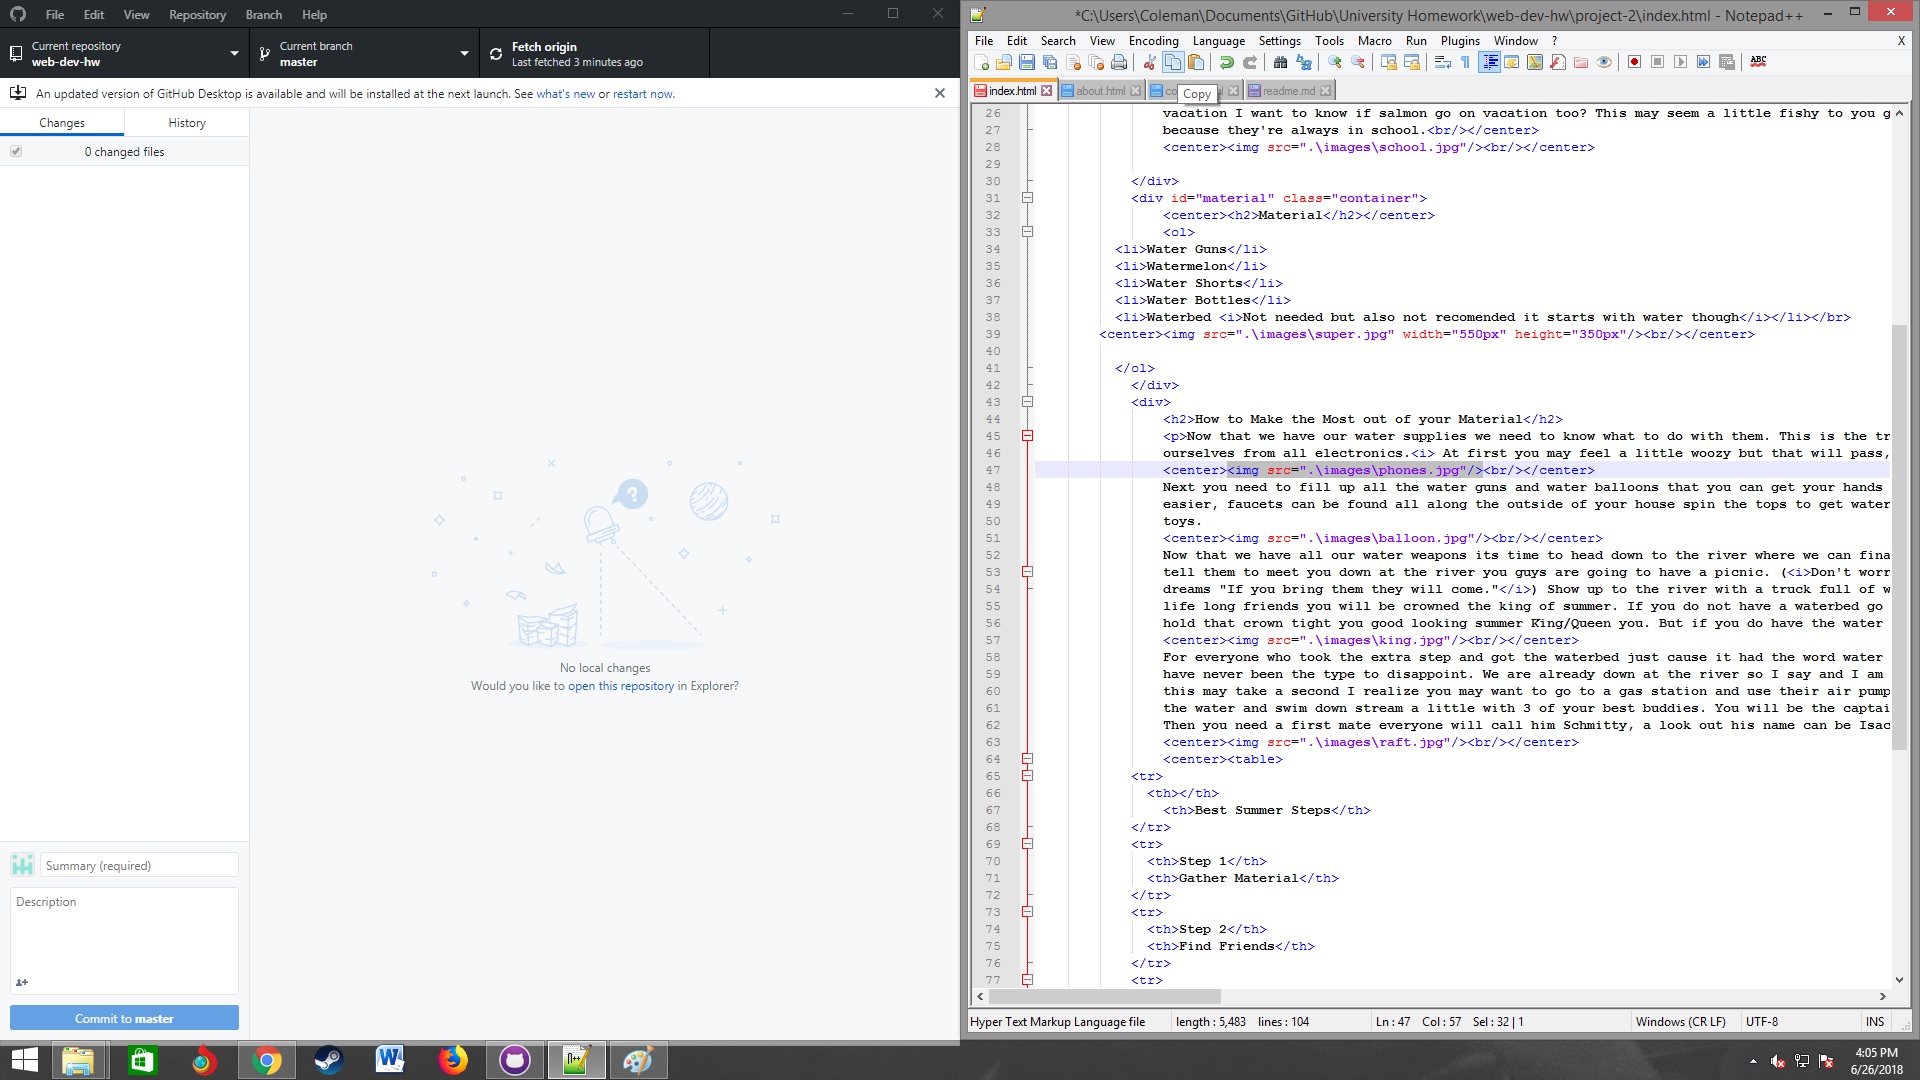 File Edit View Repository Branch Help
Current repository
web-dev-hw
Current branch
master
Fetch origin
Last fetched 3 minutes ago
An updated version of GitHub Desktop is available and will be installed at the next launch. See what's new or restart now.
Changes History
0 changed files
No local changes
Would you like to open this repository in Explorer?
Summary (required)
Description
Commit to master
*C:\Users\Coleman\Documents\GitHub\University Homework\web-dev-hw\project-2\index.html - Notepad++
File Edit Search View Encoding Language Settings Tools Macro Run Plugins Window ? X
index.html about.html readme.md
Copy
26 vacation I want to know if salmon go on vacation too? This may seem a little fishy to you g
27 because they're always in school.<br/></center>
28 <center><img src=".\images\school.jpg"/><br/></center>
29
30 </div>
31 <div id="material" class="container">
32 <center><h2>Material</h2></center>
33 <ol>
34 <li>Water Guns</li>
35 <li>Watermelon</li>
36 <li>Water Shorts</li>
37 <li>Water Bottles</li>
38 <li>Waterbed <i>Not needed but also not recomended it starts with water though</i></li></br>
39 <center><img src=".\images\super.jpg" width="550px" height="350px"/><br/></center>
40
41 </ol>
42 </div>
43 <div>
44 <h2>How to Make the Most out of your Material</h2>
45 <p>Now that we have our water supplies we need to know what to do with them. This is the tr
46 ourselves from all electronics.<i> At first you may feel a little woozy but that will pass,
47 <center><img src=".\images\phones.jpg"/><br/></center>
48 Next you need to fill up all the water guns and water balloons that you can get your hands
49 easier, faucets can be found all along the outside of your house spin the tops to get water
50 toys.
51 <center><img src=".\images\balloon.jpg"/><br/></center>
52 Now that we have all our water weapons its time to head down to the river where we can fina
53 tell them to meet you down at the river you guys are going to have a picnic. (<i>Don't worr
54 dreams "If you bring them they will come."</i>) Show up to the river with a truck full of w
55 life long friends you will be crowned the king of summer. If you do not have a waterbed go
56 hold that crown tight you good looking summer King/Queen you. But if you do have the water
57 <center><img src=".\images\king.jpg"/><br/></center>
58 For everyone who took the extra step and got the waterbed just cause it had the word water
59 have never been the type to disappoint. We are already down at the river so I say and I am
60 this may take a second I realize you may want to go to a gas station and use their air pump
61 the water and swim down stream a little with 3 of your best buddies. You will be the captai
62 Then you need a first mate everyone will call him Schmitty, a look out his name can be Isac
63 <center><img src=".\images\raft.jpg"/><br/></center>
64 <center><table>
65 <tr>
66 <th></th>
67 <th>Best Summer Steps</th>
68 </tr>
69 <tr>
70 <th>Step 1</th>
71 <th>Gather Material</th>
72 </tr>
73 <tr>
74 <th>Step 2</th>
75 <th>Find Friends</th>
76 </tr>
77 <tr>
Hyper Text Markup Language file length : 5,483 lines : 104 Ln : 47 Col : 57 Sel : 32 | 1 Windows (CR LF) UTF-8 INS
4:05 PM
6/26/2018